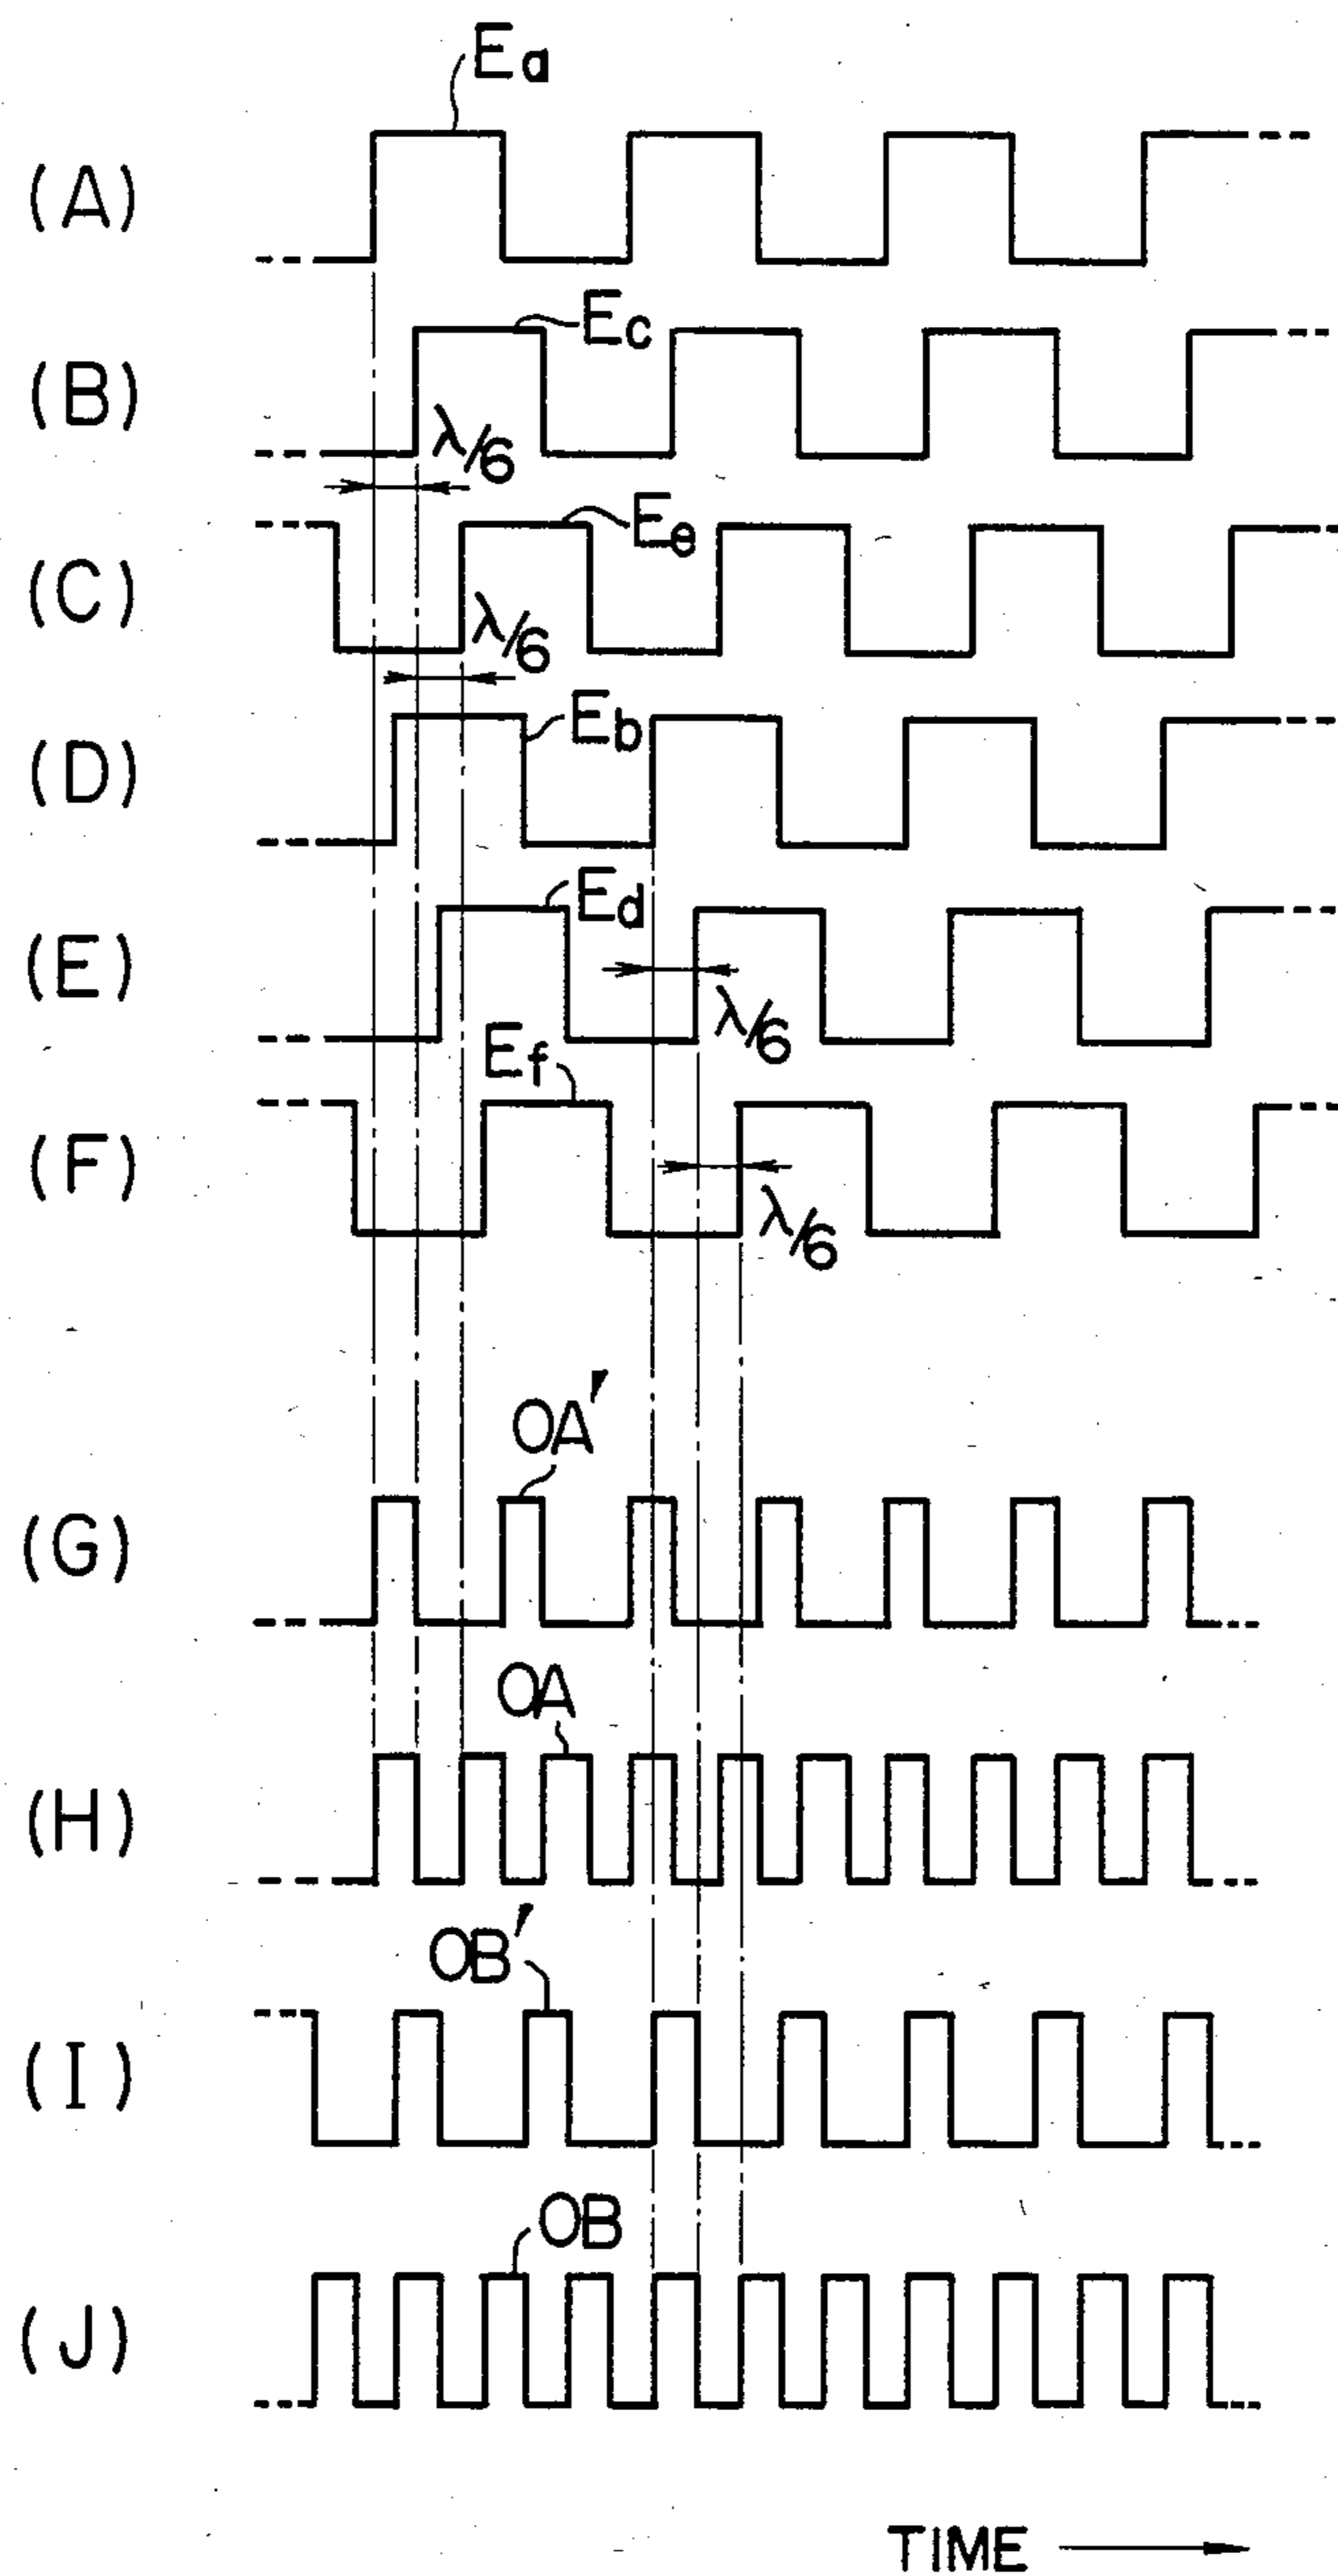 Ea
(A)
Ec
(B)
λ/6
Ee
(C)
λ/6
Eb
(D)
Ed
(E)
λ/6
Ef
(F)
λ/6
OA'
(G)
OA
(H)
OB'
(I)
OB
(J)
TIME